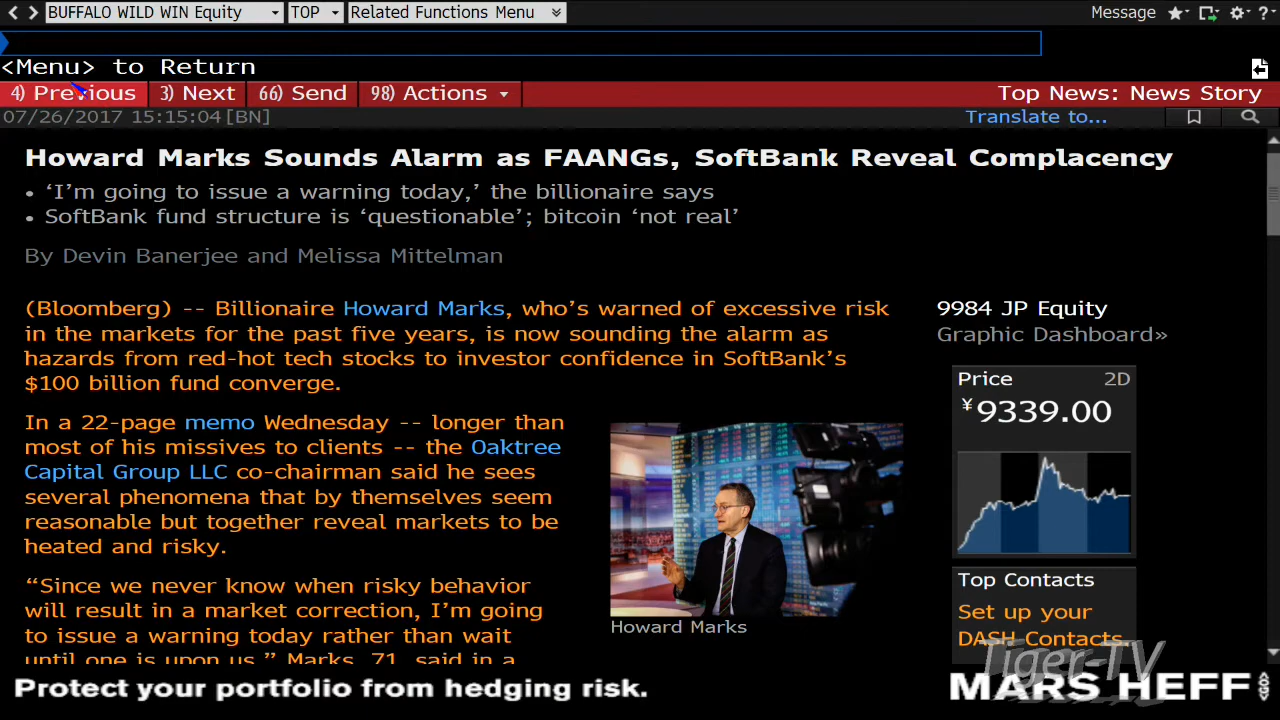 BUFFALO WILD WIN Equity TOP Related Functions Menu Message ?
<Menu> to Return
4) Previous 3) Next 66) Send 98) Actions Top News: News Story
07/26/2017 15:15:04 [BN] Translate to...
Howard Marks Sounds Alarm as FAANGs, SoftBank Reveal Complacency
• ‘I’m going to issue a warning today,’ the billionaire says
• SoftBank fund structure is ‘questionable’; bitcoin ‘not real’
By Devin Banerjee and Melissa Mittelman
(Bloomberg) -- Billionaire Howard Marks, who’s warned of excessive risk
in the markets for the past five years, is now sounding the alarm as
hazards from red-hot tech stocks to investor confidence in SoftBank’s
$100 billion fund converge.
In a 22-page memo Wednesday -- longer than
most of his missives to clients -- the Oaktree
Capital Group LLC co-chairman said he sees
several phenomena that by themselves seem
reasonable but together reveal markets to be
heated and risky.
“Since we never know when risky behavior
will result in a market correction, I’m going
to issue a warning today rather than wait
until one is upon us,” Marks, 71, said in a
Howard Marks
9984 JP Equity
Graphic Dashboard»
Price 2D
¥9339.00
Top Contacts
Set up your
DASH Contacts
Tiger-TV
Protect your portfolio from hedging risk.
MARS HEFF